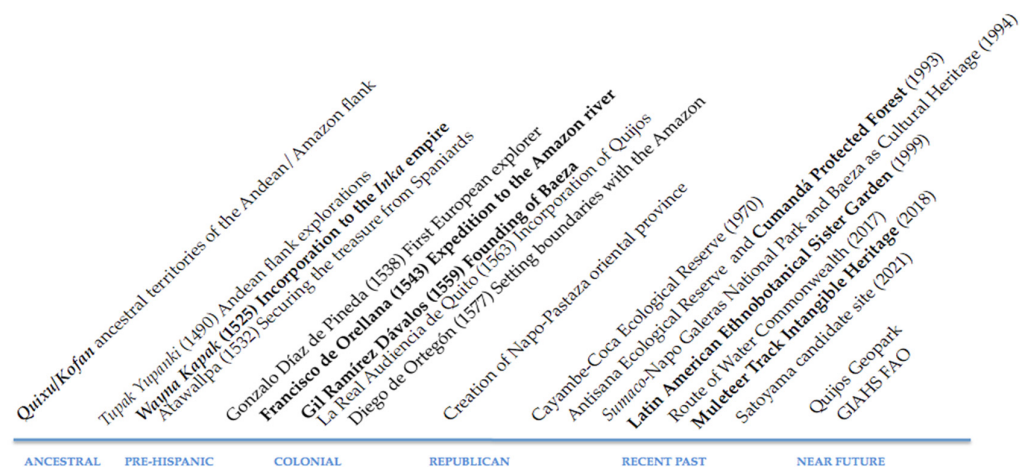 Quixu/Kofan ancestral territories of the Andean/Amazon flank
Tupak Yupanki (1490) Andean flank explorations
Wayna Kapak (1525) Incorporation to the Inka empire
Atawallpa (1532) Securing the treasure from Spaniards
Gonzalo Díaz de Pineda (1538) First European explorer
Francisco de Orellana (1543) Expedition to the Amazon river
Gil Ramírez Dávalos (1559) Founding of Baeza
La Real Audiencia de Quito (1563) Incorporation of Quijos
Diego de Ortegón (1577) Setting boundaries with the Amazon
Creation of Napo-Pastaza oriental province
Cayambe-Coca Ecological Reserve (1970)
Antisana Ecological Reserve and Cumandá Protected Forest (1993)
Sumaco-Napo Galeras National Park and Baeza as Cultural Heritage (1994)
Latin American Ethnobotanical Sister Garden (1999)
Route of Water Commonwealth (2017)
Muleteer Track Intangible Heritage (2018)
Satoyama candidate site (2021)
Quijos Geopark
GIAHS FAO
ANCESTRAL PRE-HISPANIC COLONIAL REPUBLICAN RECENT PAST NEAR FUTURE